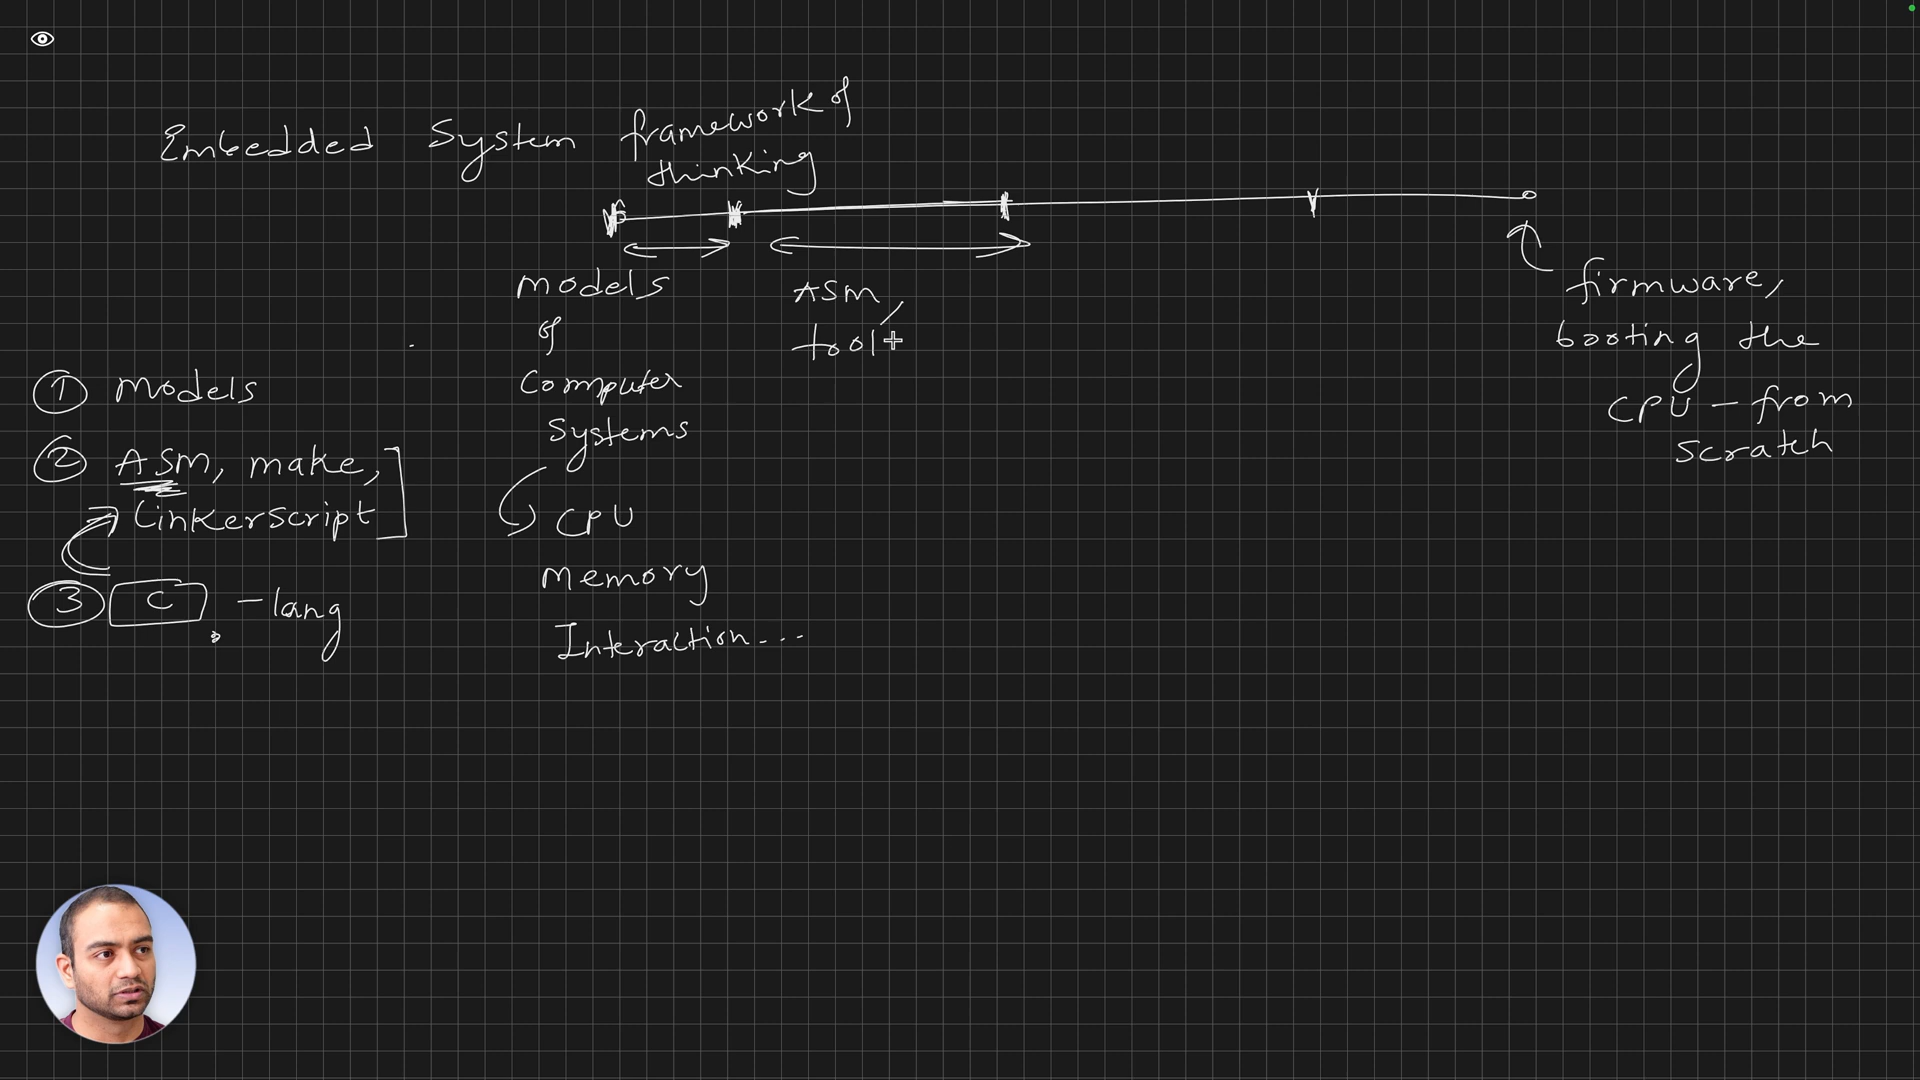 Embedded System framework of
thinking
models
of
Computer
Systems
CPU
Memory
Interaction...
ASM,
tool
firmware,
booting the
CPU - from
scratch
① Models
② ASM, make,
Linkerscript
③ C - lang